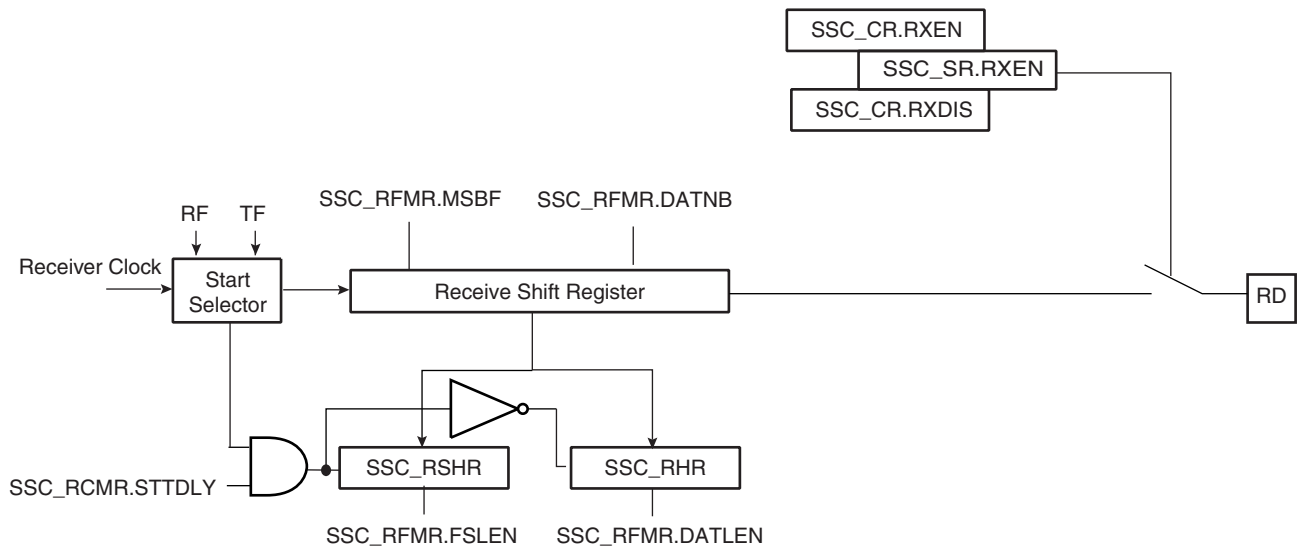 SSC_CR.RXEN
SSC_SR.RXEN
SSC_CR.RXDIS
SSC_RFMR.MSBF
SSC_RFMR.DATNB
RF
TF
Receiver Clock
Start
Selector
Receive Shift Register
RD
SSC_RSHR
SSC_RHR
SSC_RCMR.STTDLY
SSC_RFMR.FSLEN
SSC_RFMR.DATLEN